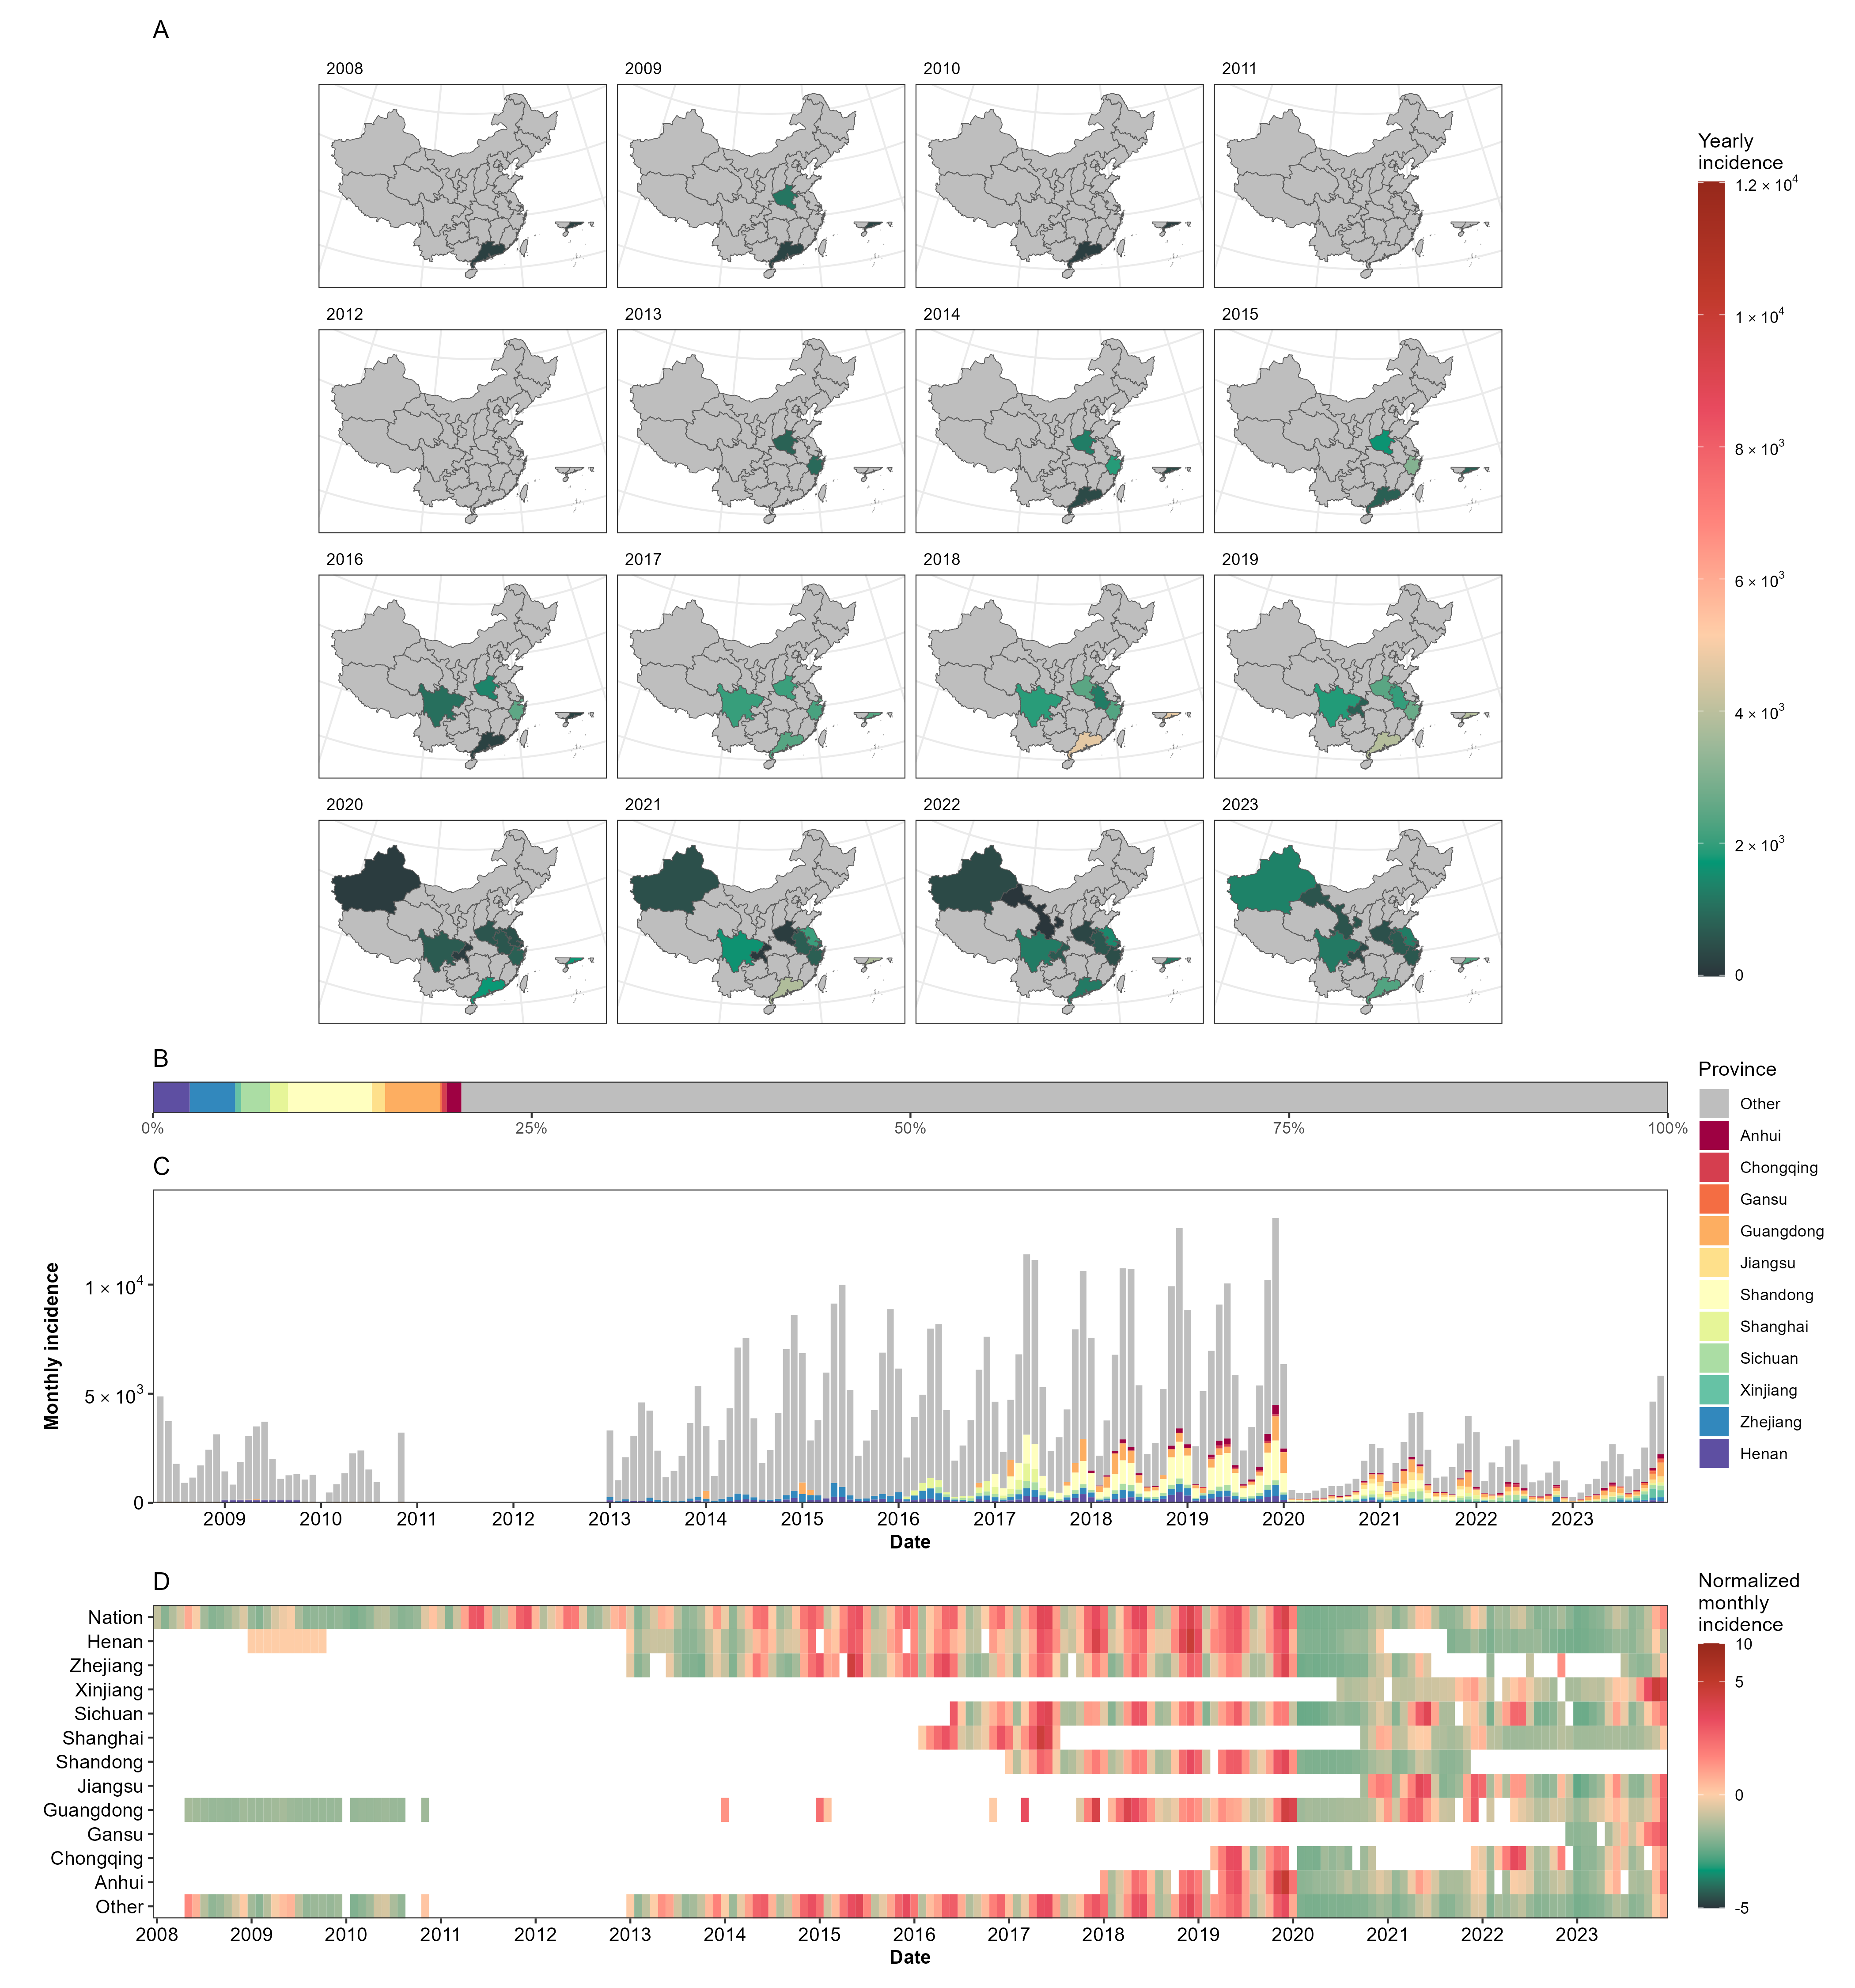 A
2008
2009
2010
2011
2012
2013
2014
2015
2016
2017
2018
2019
2020
2021
2022
2023
Yearly
incidence
1.2 × 10⁴
1 × 10⁴
8 × 10³
6 × 10³
4 × 10³
2 × 10³
0
B
0%
25%
50%
75%
100%
Province
Other
Anhui
Chongqing
Gansu
Guangdong
Jiangsu
Shandong
Shanghai
Sichuan
Xinjiang
Zhejiang
Henan
C
Monthly incidence
1 × 10⁴
5 × 10³
0
2009
2010
2011
2012
2013
2014
2015
2016
2017
2018
2019
2020
2021
2022
2023
Date
D
Nation
Henan
Zhejiang
Xinjiang
Sichuan
Shanghai
Shandong
Jiangsu
Guangdong
Gansu
Chongqing
Anhui
Other
2008
2009
2010
2011
2012
2013
2014
2015
2016
2017
2018
2019
2020
2021
2022
2023
Date
Normalized
monthly
incidence
10
5
0
-5